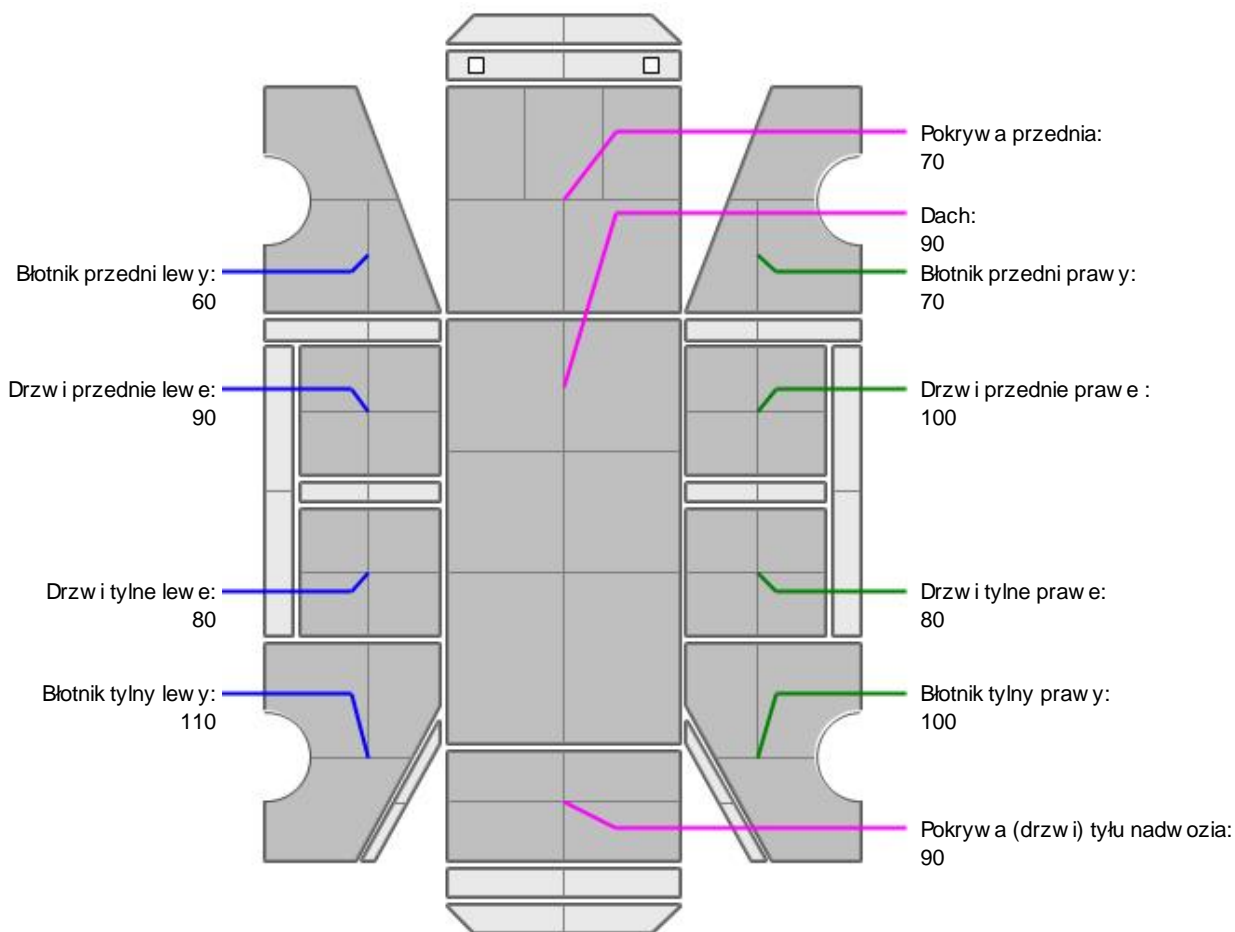 Pokrywa przednia:
70
Dach:
90
Błotnik przedni lewy:
60
Błotnik przedni prawy:
70
Drzwi przednie lewe:
90
Drzwi przednie prawe :
100
Drzwi tylne lewe:
80
Drzwi tylne prawe:
80
Błotnik tylny lewy:
110
Błotnik tylny prawy:
100
Pokrywa (drzwi) tyłu nadwozia:
90